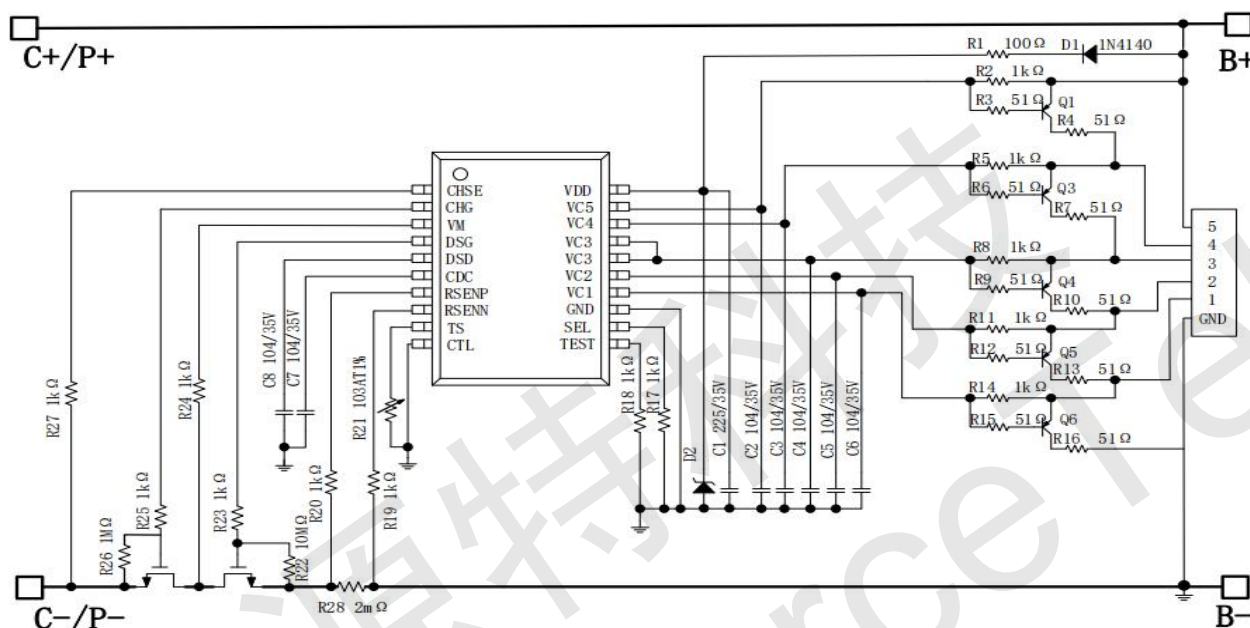 C+/P+
B+
R1 100Ω D1 1N4140
R2 1kΩ
R3 51Ω Q1
R4 51Ω
R5 1kΩ
R6 51Ω Q3
R7 51Ω
R8 1kΩ
R9 51Ω Q4
R10 51Ω
R11 1kΩ
R12 51Ω Q5
R13 51Ω
R14 1kΩ
R15 51Ω Q6
R16 51Ω
5
4
3
2
1
GND
CHSE VDD
CHG VC5
VM VC4
DSG VC3
DSD VC3
CDC VC2
RSENP VC1
RSENN GND
TS SEL
CTL TEST
R27 1kΩ
R26 1MΩ
R25 1kΩ
R24 1kΩ
R23 1kΩ
C8 104/35V
C7 104/35V
R22 10MΩ
R20 1kΩ
R21 103AT1%
R19 1kΩ
R18 1kΩ
R17 1kΩ
D2
C1 225/35V
C2 104/35V
C3 104/35V
C4 104/35V
C5 104/35V
C6 104/35V
R28 2mΩ
C-/P-
B-
源特科技
rce Te